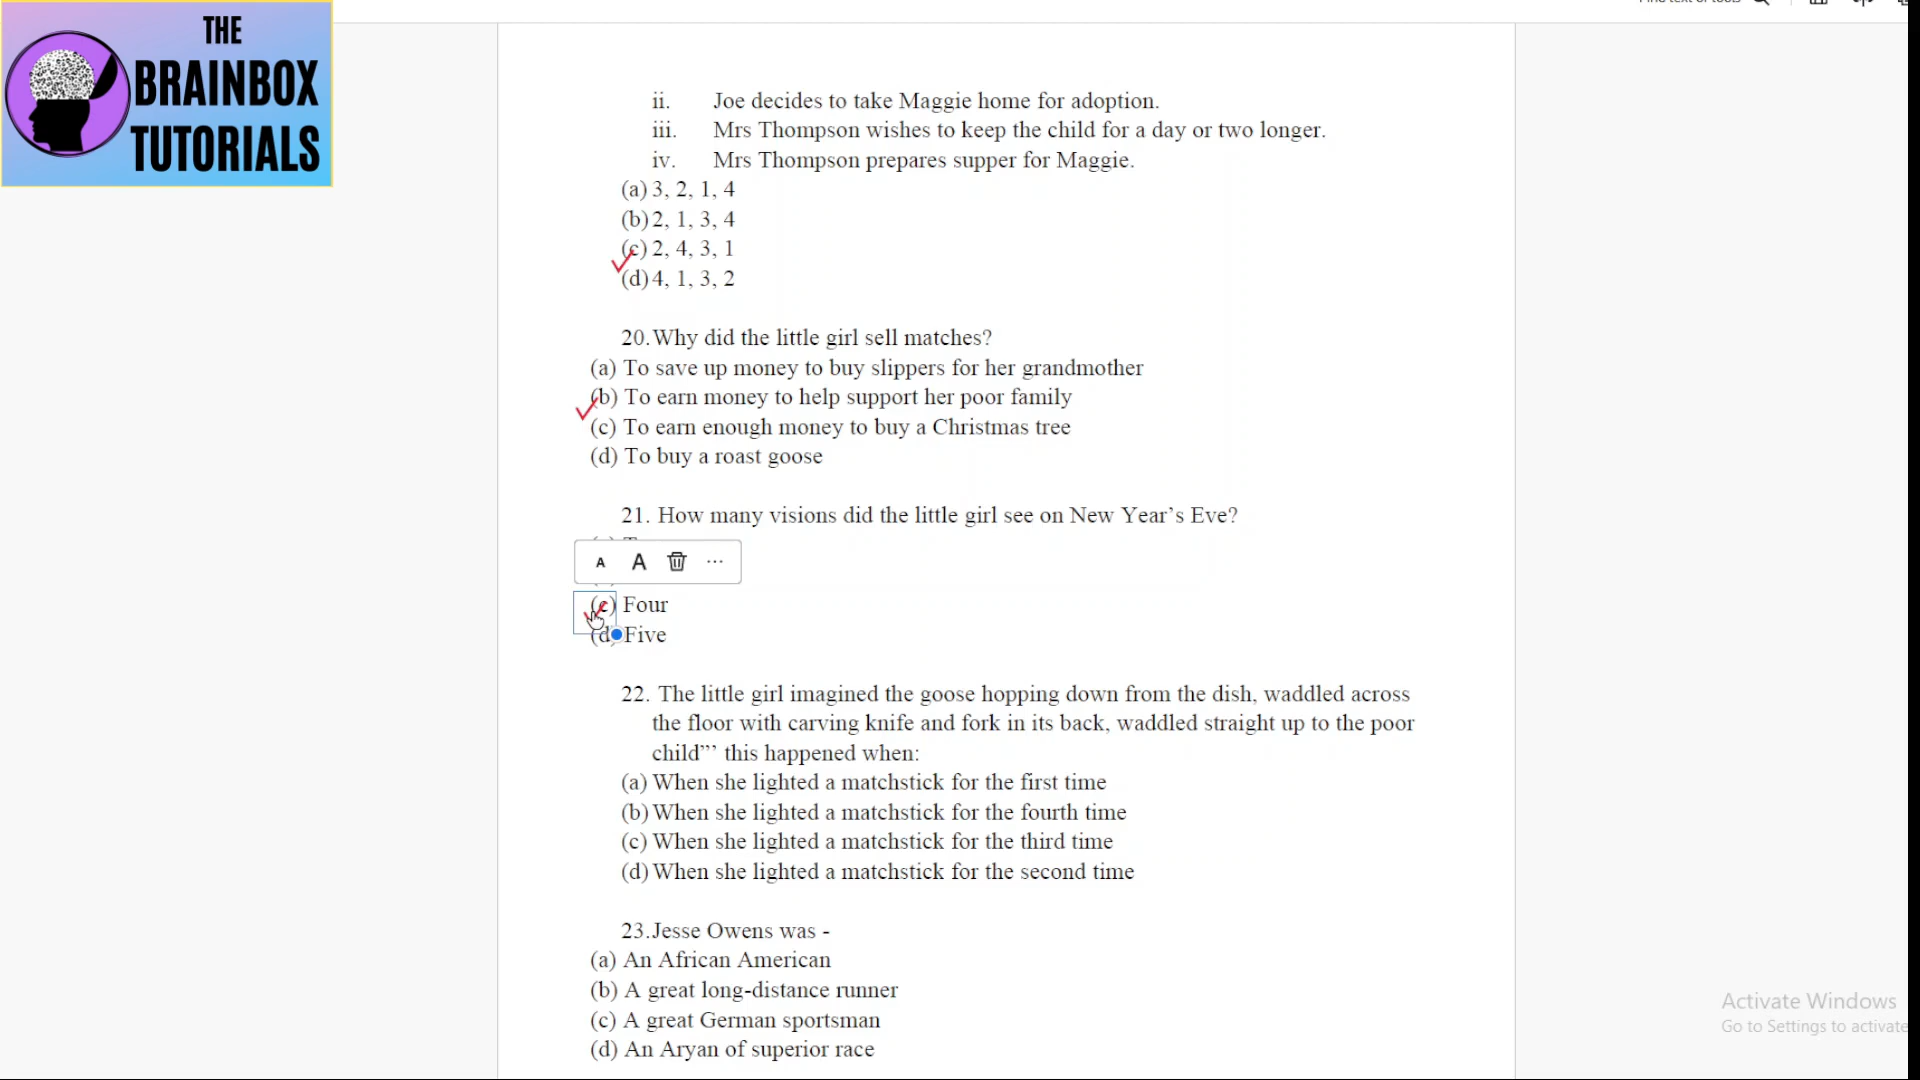 THE
BRAINBOX
TUTORIALS
ii. Joe decides to take Maggie home for adoption.
iii. Mrs Thompson wishes to keep the child for a day or two longer.
iv. Mrs Thompson prepares supper for Maggie.
(a) 3, 2, 1, 4
(b) 2, 1, 3, 4
(c) 2, 4, 3, 1
(d) 4, 1, 3, 2
20.Why did the little girl sell matches?
(a) To save up money to buy slippers for her grandmother
(b) To earn money to help support her poor family
(c) To earn enough money to buy a Christmas tree
(d) To buy a roast goose
21. How many visions did the little girl see on New Year’s Eve?
A A ...
(c) Four
(d) Five
22. The little girl imagined the goose hopping down from the dish, waddled across
the floor with carving knife and fork in its back, waddled straight up to the poor
child”’ this happened when:
(a) When she lighted a matchstick for the first time
(b) When she lighted a matchstick for the fourth time
(c) When she lighted a matchstick for the third time
(d) When she lighted a matchstick for the second time
23.Jesse Owens was -
(a) An African American
(b) A great long-distance runner
(c) A great German sportsman
(d) An Aryan of superior race
Activate Windows
Go to Settings to activate